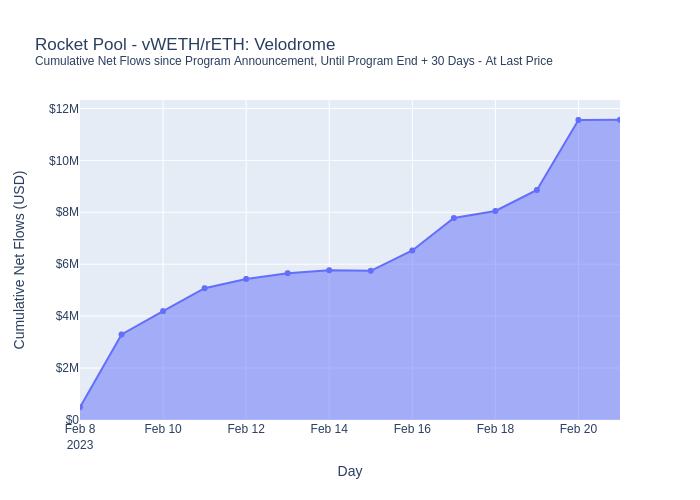 Rocket Pool - vWETH/rETH: Velodrome
Cumulative Net Flows since Program Announcement, Until Program End + 30 Days - At Last Price
Cumulative Net Flows (USD)
$12M
$10M
$8M
$6M
$4M
$2M
$0
Feb 8
2023
Feb 10
Feb 12
Feb 14
Feb 16
Feb 18
Feb 20
Day